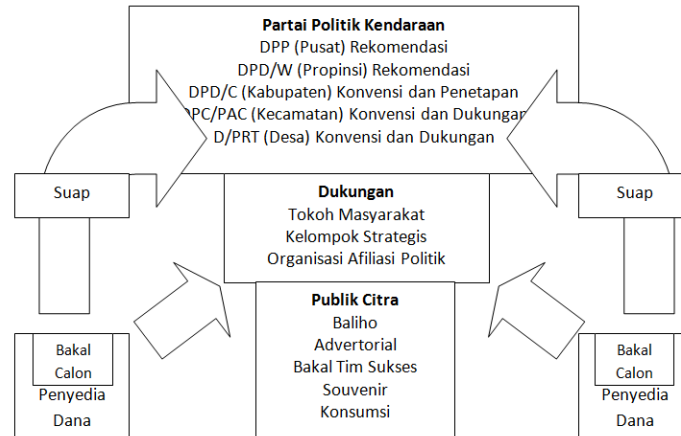 Partai Politik Kendaraan
DPP (Pusat) Rekomendasi
DPD/W (Propinsi) Rekomendasi
DPD/C (Kabupaten) Konvensi dan Penetapan
PC/PAC (Kecamatan) Konvensi dan Dukungan
D/PRT (Desa) Konvensi dan Dukungan
Suap
Dukungan
Tokoh Masyarakat
Kelompok Strategis
Organisasi Afiliasi Politik
Suap
Publik Citra
Baliho
Advertorial
Bakal Tim Sukses
Souvenir
Konsumsi
Bakal
Calon
Penyedia
Dana
Bakal
Calon
Penyedia
Dana